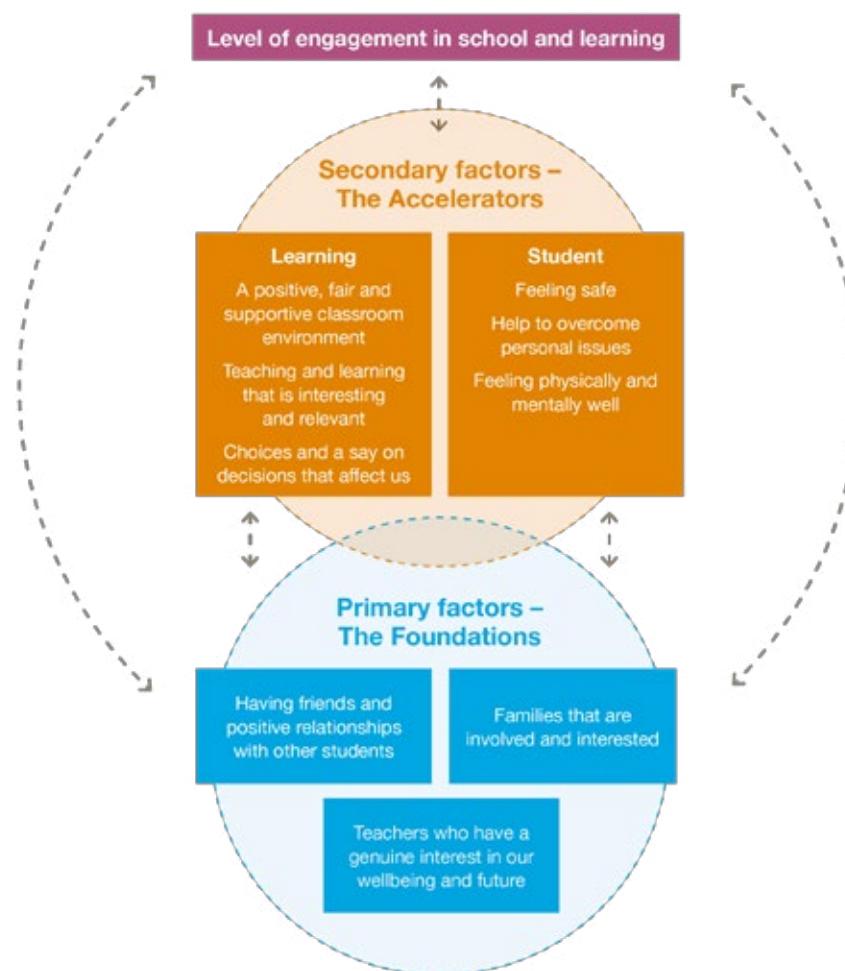 Level of engagement in school and learning
Secondary factors –
The Accelerators
Learning
A positive, fair and
supportive classroom
environment
Teaching and learning
that is interesting
and relevant
Choices and a say on
decisions that affect us
Student
Feeling safe
Help to overcome
personal issues
Feeling physically and
mentally well
Primary factors –
The Foundations
Having friends and
positive relationships
with other students
Families that are
involved and interested
Teachers who have a
genuine interest in our
wellbeing and future